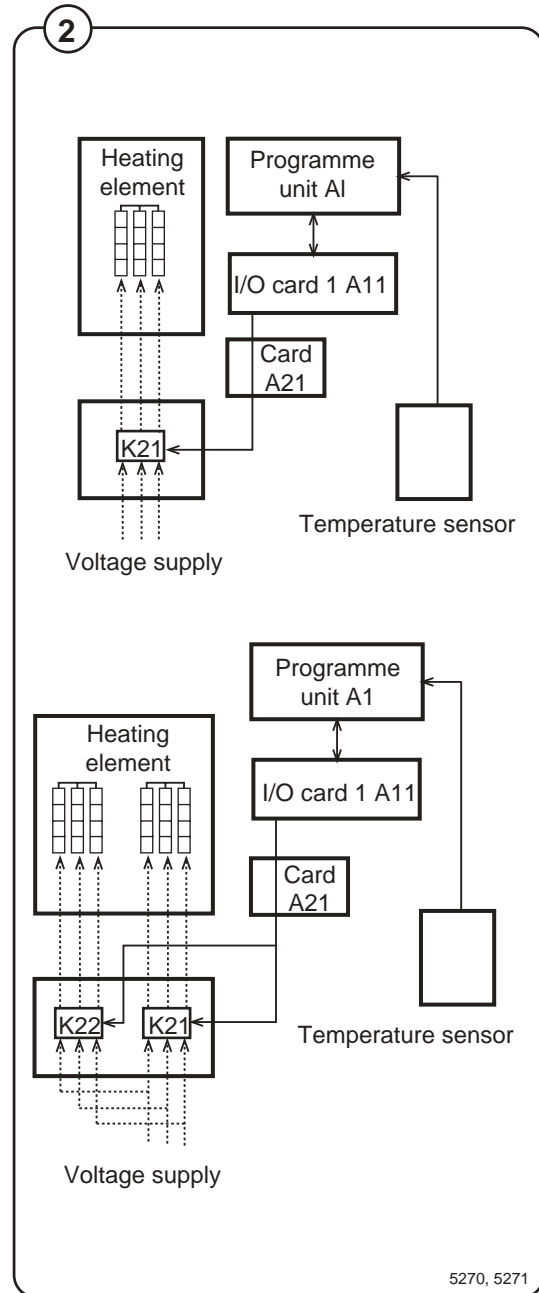 2
Heating
element
Programme
unit AI
I/O card 1 A11
Card
A21
K21
Temperature sensor
Voltage supply
Programme
unit A1
Heating
element
I/O card 1 A11
Card
A21
K22
K21
Temperature sensor
Voltage supply
5270, 5271